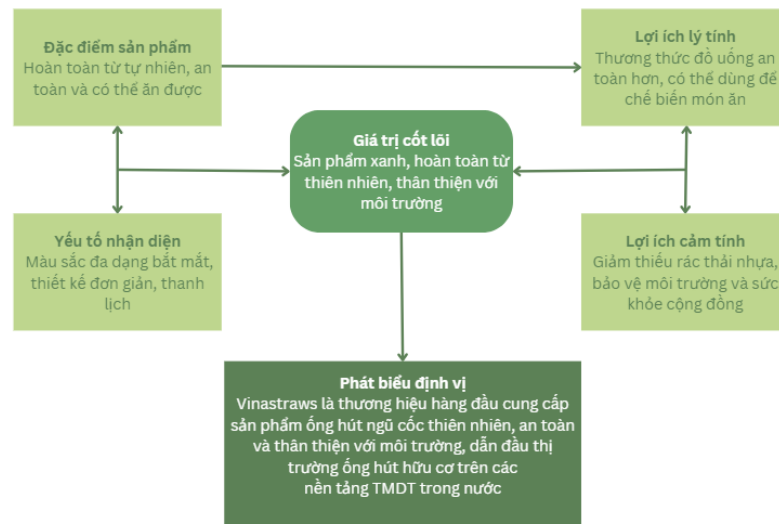 Đặc điểm sản phẩm
Hoàn toàn từ tự nhiên, an
toàn và có thể ăn được
Lợi ích lý tính
Thương thức đồ uống an
toàn hơn, có thể dùng để
chế biến món ăn
Giá trị cốt lõi
Sản phẩm xanh, hoàn toàn từ
thiên nhiên, thân thiện với
môi trường
Yếu tố nhận diện
Màu sắc đa dạng bắt mắt,
thiết kế đơn giản, thanh
lịch
Lợi ích cảm tính
Giảm thiểu rác thải nhựa,
bảo vệ môi trường và sức
khỏe cộng đồng
Phát biểu định vị
Vinastraws là thương hiệu hàng đầu cung cấp
sản phẩm ống hút ngũ cốc thiên nhiên, an toàn
và thân thiện với môi trường, dẫn đầu thị
trường ống hút hữu cơ trên các
nền tảng TMDT trong nước